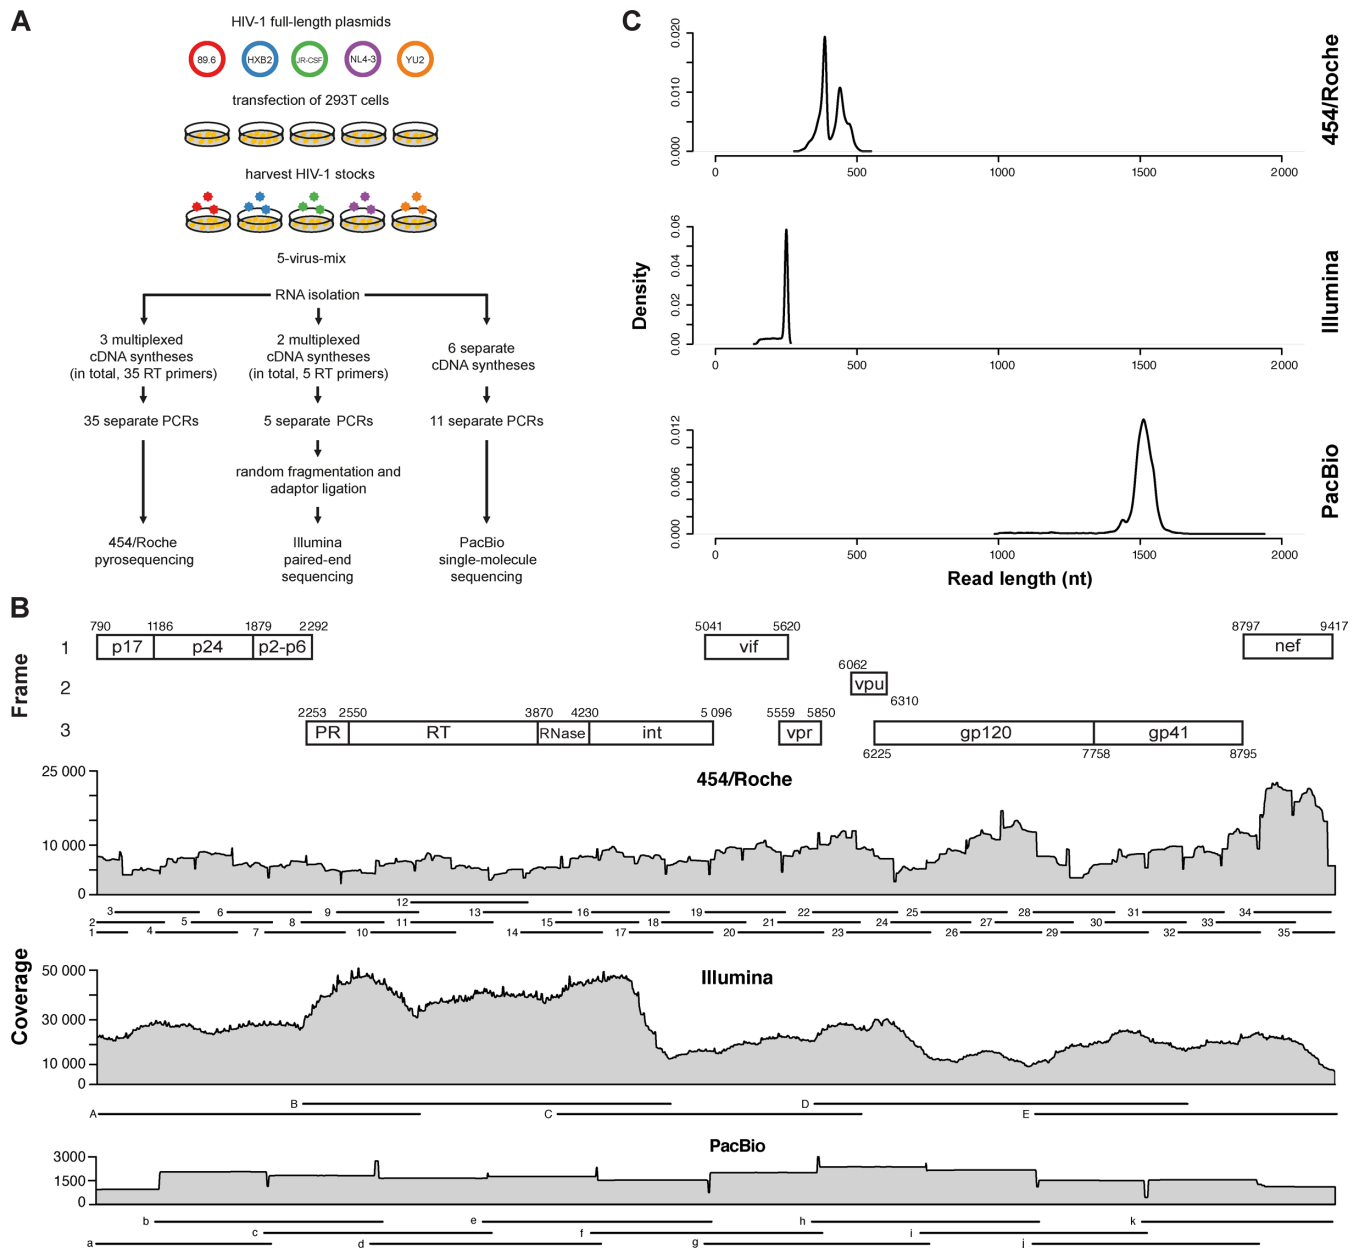 A
HIV-1 full-length plasmids
89.6 HXB2 JR-CSF NL4-3 YU2
transfection of 293T cells
harvest HIV-1 stocks
5-virus-mix
RNA isolation
3 multiplexed
cDNA syntheses
(in total, 35 RT primers)
2 multiplexed
cDNA syntheses
(in total, 5 RT primers)
6 separate
cDNA syntheses
35 separate PCRs
5 separate PCRs
11 separate PCRs
random fragmentation and
adaptor ligation
454/Roche
pyrosequencing
Illumina
paired-end
sequencing
PacBio
single-molecule
sequencing
C
Density
0.000 0.010 0.020
0 500 1000 1500 2000
454/Roche
0.00 0.02 0.04 0.06
0 500 1000 1500 2000
Illumina
0.000 0.006 0.012
0 500 1000 1500 2000
PacBio
Read length (nt)
B
Frame
1
790 1186 1879 2292
p17 p24 p2-p6
5041 5620
vif
8797 9417
nef
2
6062
vpu
6310
3
2253 2550 3870 4230 5 096
PR RT RNase int
5559 5850
vpr
gp120 gp41
6225 7758 8795
Coverage
454/Roche
25 000
10 000
0
12
3 6 9 13 16 19 22 25 28 31 34
2 5 8 11 15 18 21 24 27 30 33
1 4 7 10 14 17 20 23 26 29 32 35
Illumina
50 000
30 000
10 000
0
B D
A C E
PacBio
3000
1500
0
b e h k
c f i
a d g j